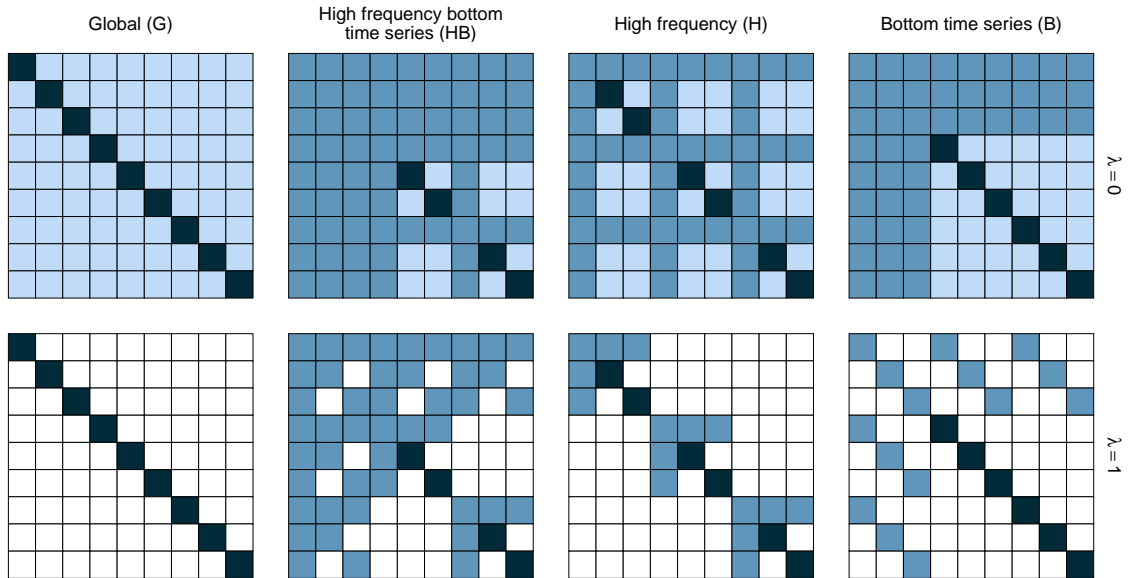 Global (G)
High frequency bottom
time series (HB)
High frequency (H)
Bottom time series (B)
λ = 0
λ = 1